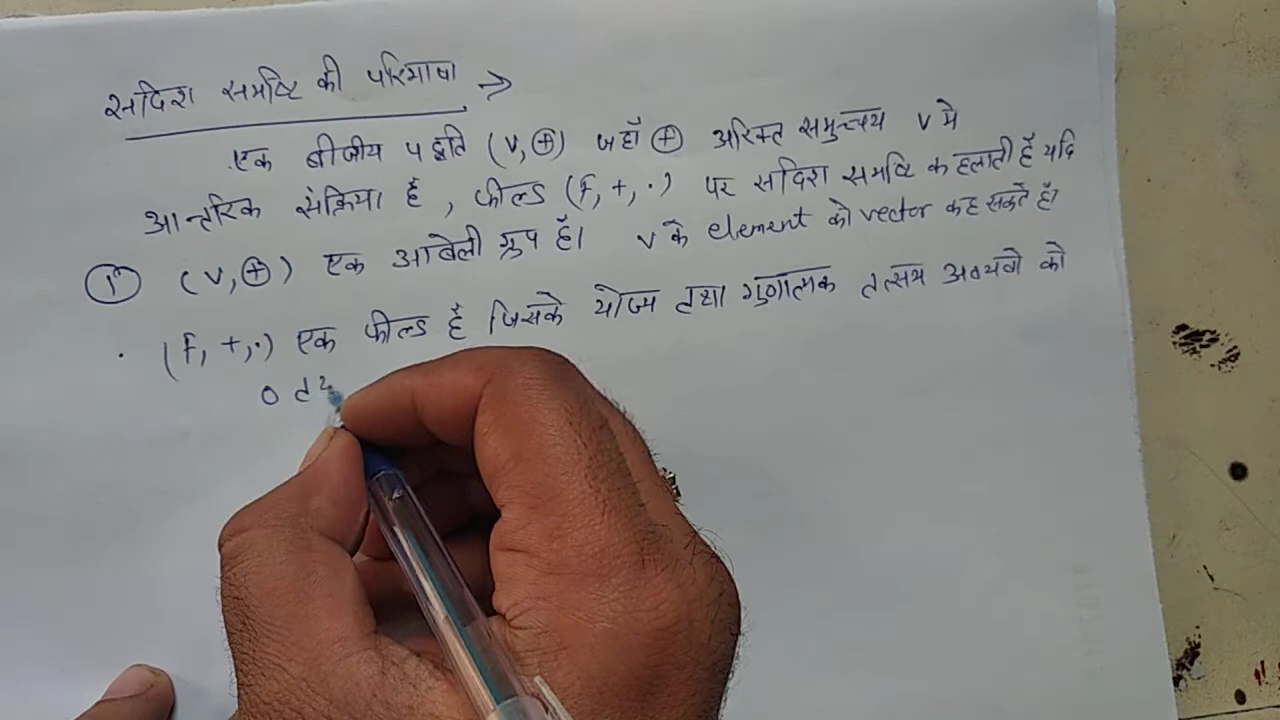 सदिश समष्टि की परिभाषा →
एक बीजीय पद्धति (V, ⊕) जहाँ ⊕ अरिक्त समुच्चय V मे
आन्तरिक संक्रिया है , फील्ड (F, +, ·) पर सदिश समष्टि कहलाती है यदि
① (V, ⊕) एक आबेली ग्रुप है। V के element को vector कह सकते है।
· (F, +, ·) एक फील्ड है जिसके योज्य तथा गुणात्मक तत्समय अवयवो को
0 त